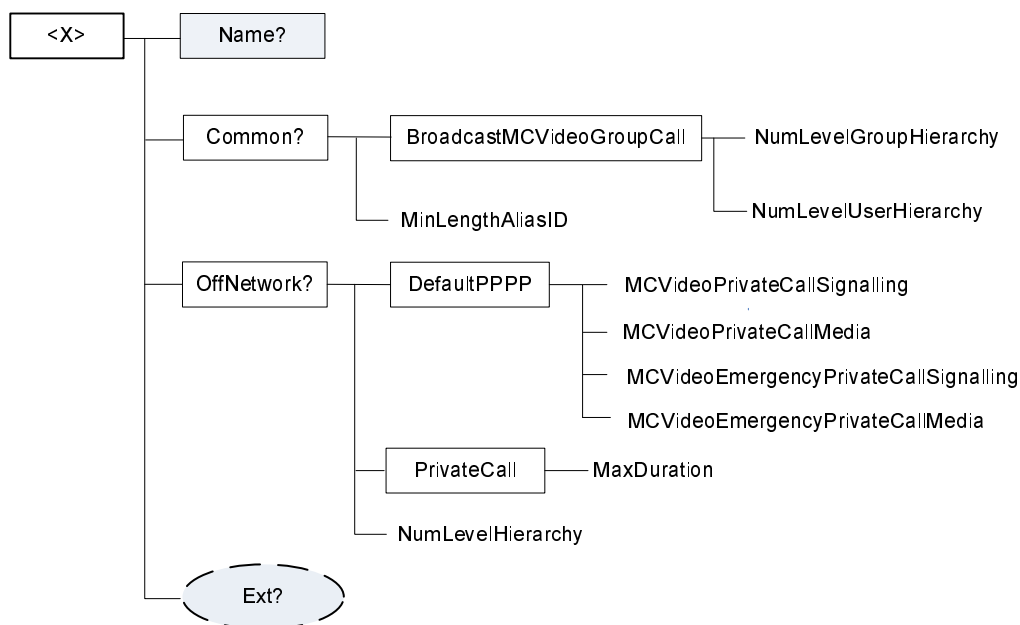 <X>
Name?
Common?
BroadcastMCVideoGroupCall
NumLevelGroupHierarchy
NumLevelUserHierarchy
MinLengthAliasID
OffNetwork?
DefaultPPPP
MCVideoPrivateCallSignalling
MCVideoPrivateCallMedia
MCVideoEmergencyPrivateCallSignalling
MCVideoEmergencyPrivateCallMedia
PrivateCall
MaxDuration
NumLevelHierarchy
Ext?